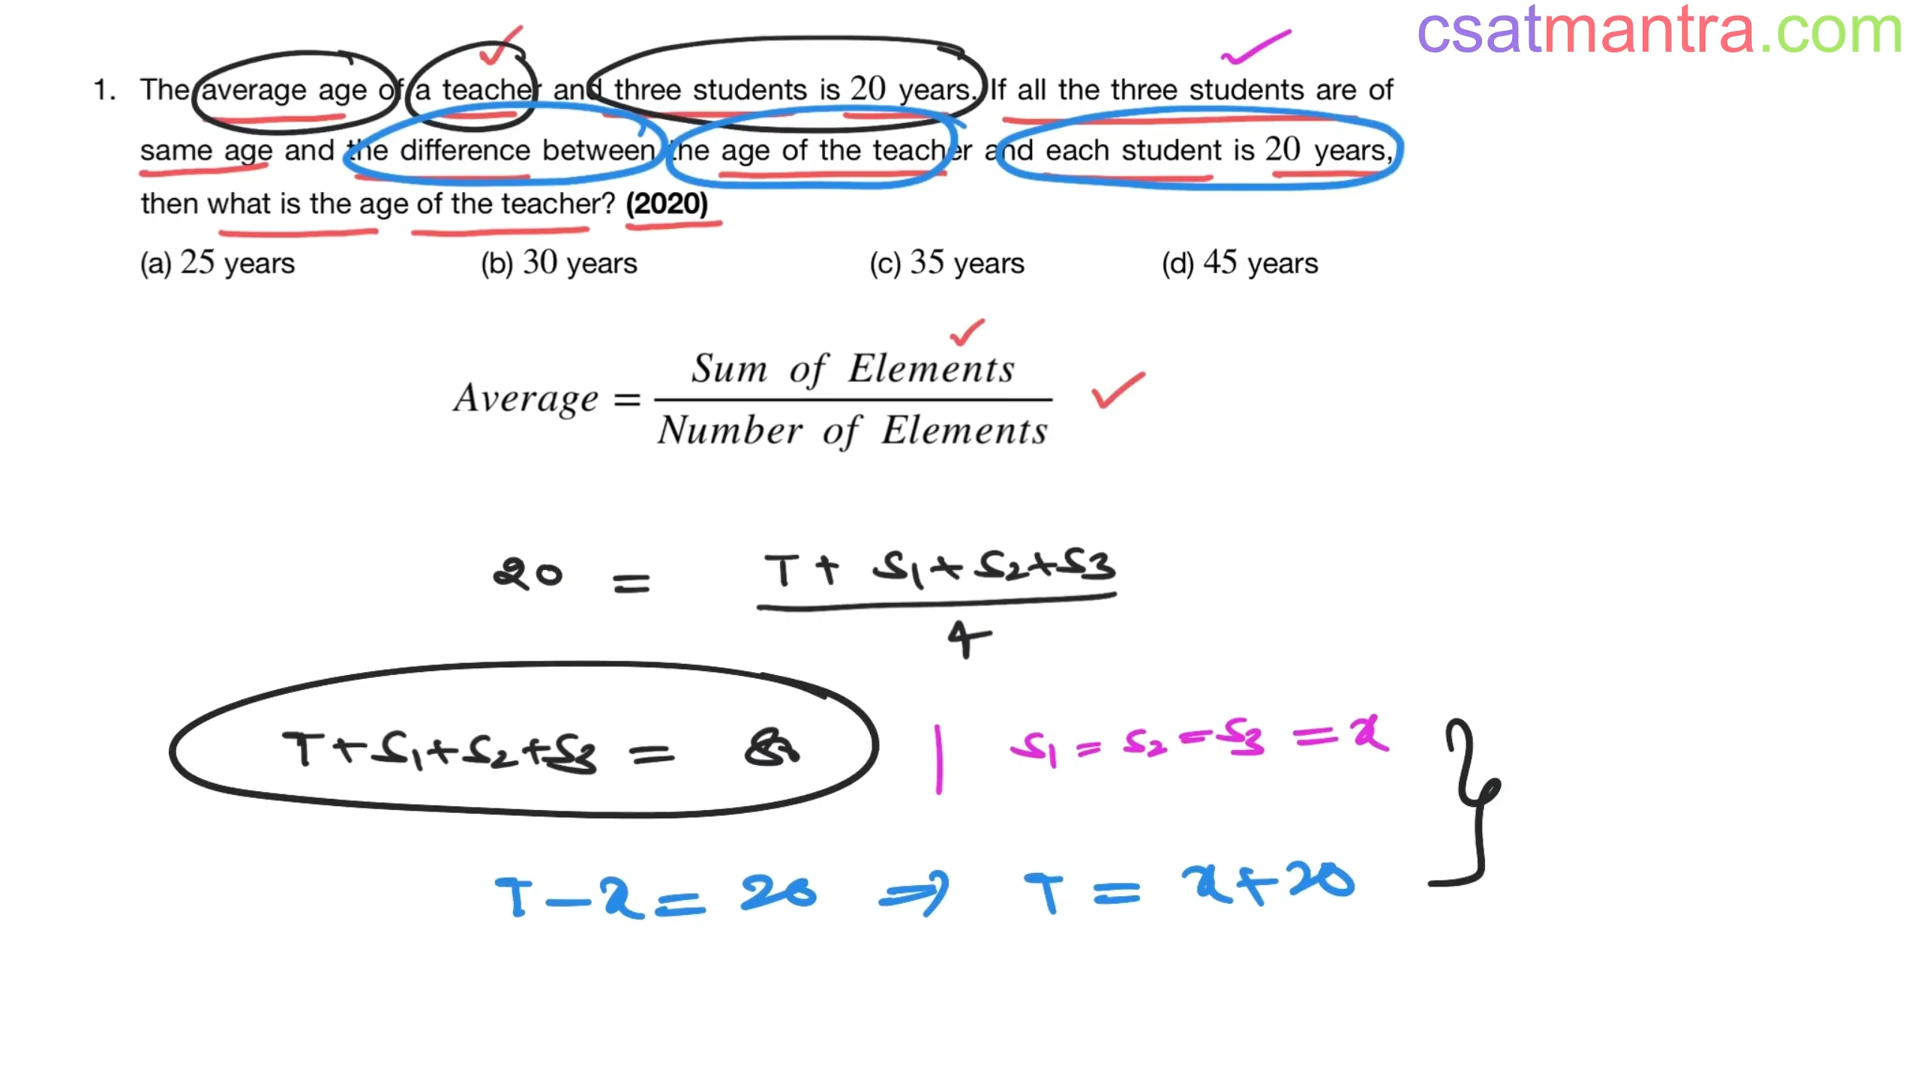 csatmantra.com
1. The average age of a teacher and three students is 20 years. If all the three students are of
same age and the difference between the age of the teacher and each student is 20 years,
then what is the age of the teacher? (2020)
(a) 25 years (b) 30 years (c) 35 years (d) 45 years
Average = Sum of Elements / Number of Elements
20 = T + S1 + S2 + S3 / 4
T + S1 + S2 + S3 = 80 | S1 = S2 = S3 = x
T - x = 20 ⇒ T = x + 20